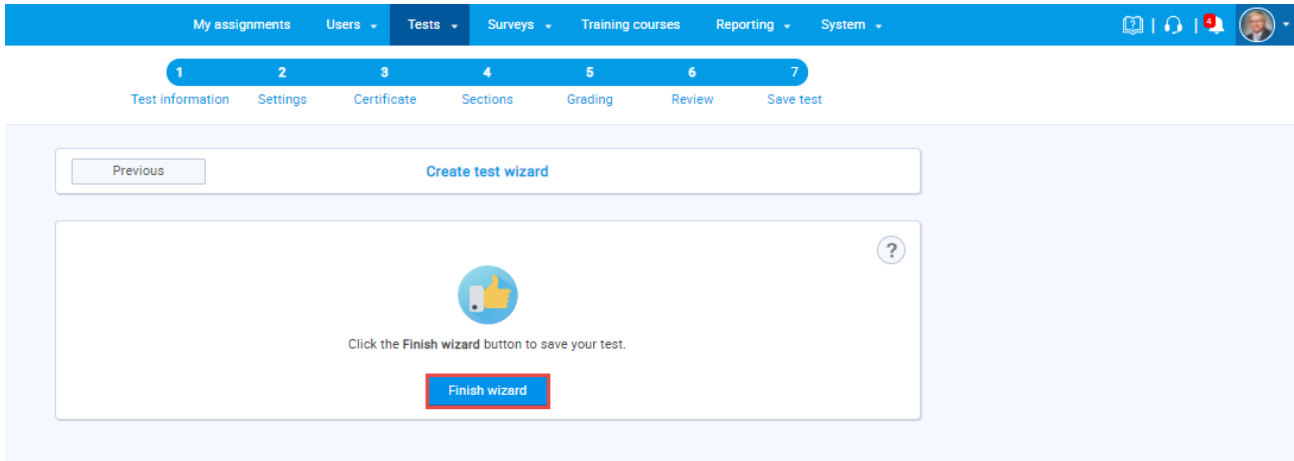 My assignments Users Tests Surveys Training courses Reporting System 4
1 2 3 4 5 6 7
Test information Settings Certificate Sections Grading Review Save test
Previous Create test wizard
?
Click the Finish wizard button to save your test.
Finish wizard